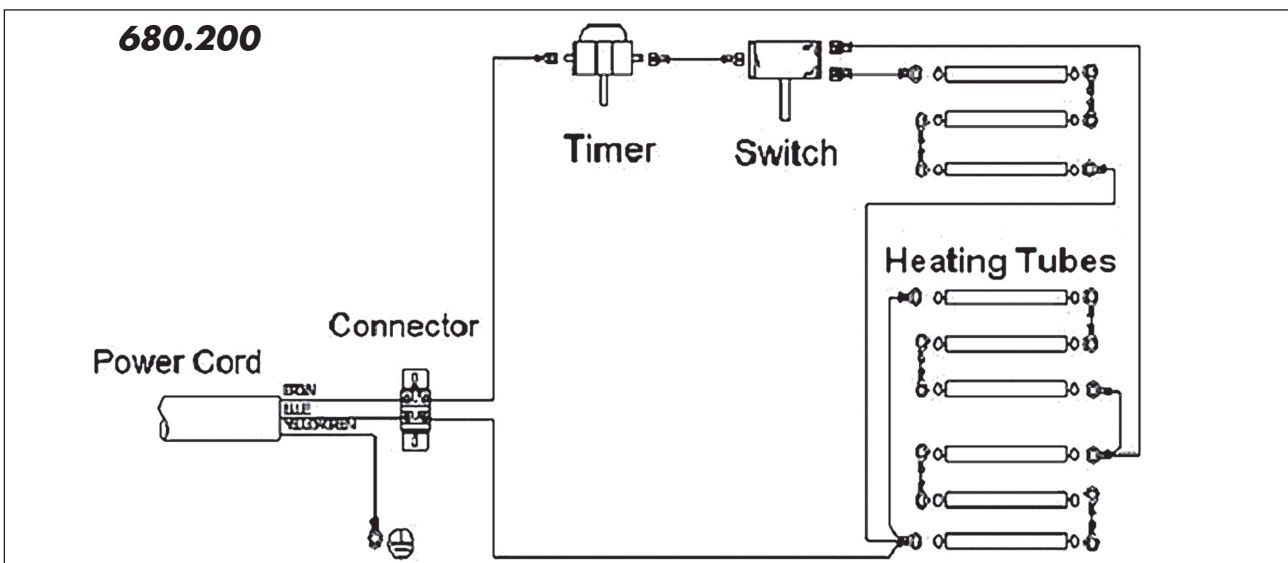 680.200
Timer
Switch
Heating Tubes
Connector
Power Cord